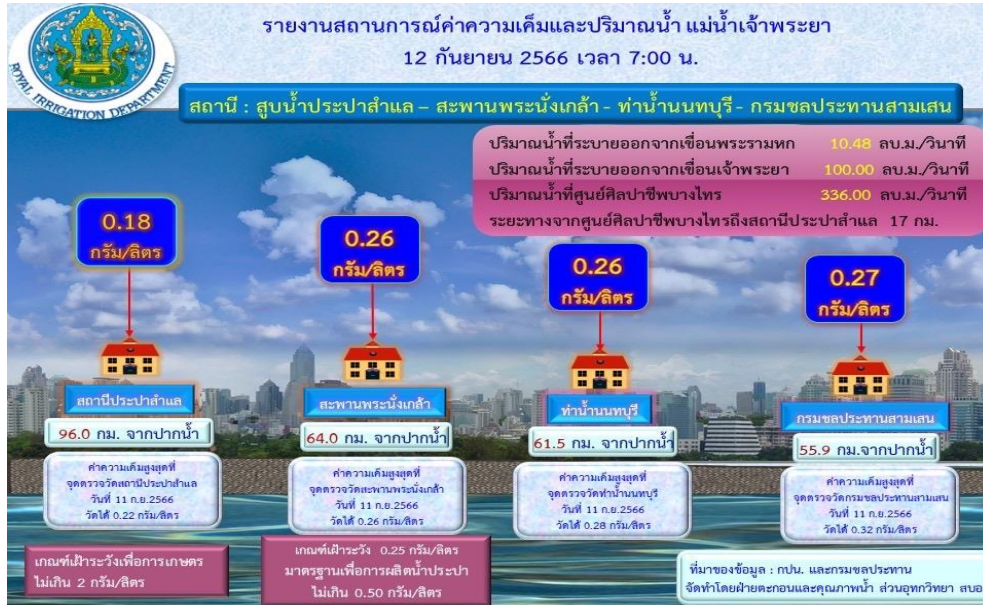 รายงานสถานการณ์ค่าความเค็มและปริมาณน้ำ แม่น้ำเจ้าพระยา
12 กันยายน 2566 เวลา 7:00 น.
ROYAL IRRIGATION DEPARTMENT
สถานี : สูบน้ำประปาสำแล – สะพานพระนั่งเกล้า - ท่าน้ำนนทบุรี - กรมชลประทานสามเสน
ปริมาณน้ำที่ระบายออกจากเขื่อนพระรามหก 10.48 ลบ.ม./วินาที
ปริมาณน้ำที่ระบายออกจากเขื่อนเจ้าพระยา 100.00 ลบ.ม./วินาที
ปริมาณน้ำที่ศูนย์ศิลปาชีพบางไทร 336.00 ลบ.ม./วินาที
ระยะทางจากศูนย์ศิลปาชีพบางไทรถึงสถานีประปาสำแล 17 กม.
0.18
กรัม/ลิตร
สถานีประปาสำแล
96.0 กม. จากปากน้ำ
ค่าความเค็มสูงสุดที่
จุดตรวจวัดสถานีประปาสำแล
วันที่ 11 ก.ย.2566
วัดได้ 0.22 กรัม/ลิตร
0.26
กรัม/ลิตร
สะพานพระนั่งเกล้า
64.0 กม. จากปากน้ำ
ค่าความเค็มสูงสุดที่
จุดตรวจวัดสะพานพระนั่งเกล้า
วันที่ 11 ก.ย.2566
วัดได้ 0.26 กรัม/ลิตร
0.26
กรัม/ลิตร
ท่าน้ำนนทบุรี
61.5 กม. จากปากน้ำ
ค่าความเค็มสูงสุดที่
จุดตรวจวัดท่าน้ำนนทบุรี
วันที่ 11 ก.ย.2566
วัดได้ 0.28 กรัม/ลิตร
0.27
กรัม/ลิตร
กรมชลประทานสามเสน
55.9 กม.จากปากน้ำ
ค่าความเค็มสูงสุดที่
จุดตรวจวัดกรมชลประทานสามเสน
วันที่ 11 ก.ย.2566
วัดได้ 0.32 กรัม/ลิตร
เกณฑ์เฝ้าระวังเพื่อการเกษตร
ไม่เกิน 2 กรัม/ลิตร
เกณฑ์เฝ้าระวัง 0.25 กรัม/ลิตร
มาตรฐานเพื่อการผลิตน้ำประปา
ไม่เกิน 0.50 กรัม/ลิตร
ที่มาของข้อมูล : กปน. และกรมชลประทาน
จัดทำโดยฝ่ายตะกอนและคุณภาพน้ำ ส่วนอุทกวิทยา สบอ